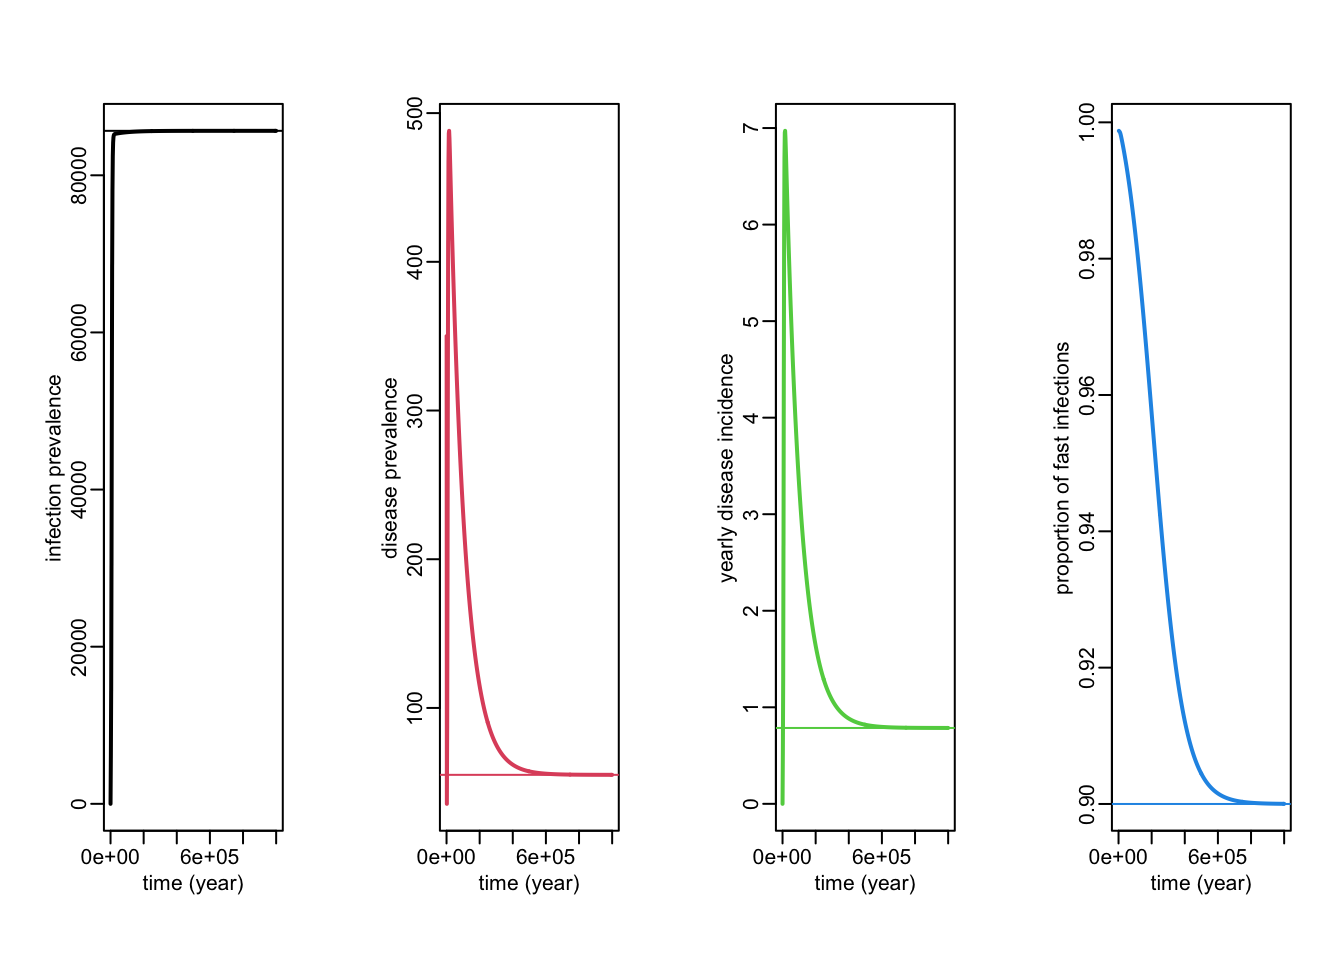 infection prevalence
80000
60000
40000
20000
0
0e+00 6e+05
time (year)
disease prevalence
500
400
300
200
100
0e+00 6e+05
time (year)
yearly disease incidence
7
6
5
4
3
2
1
0
0e+00 6e+05
time (year)
proportion of fast infections
1.00
0.98
0.96
0.94
0.92
0.90
0e+00 6e+05
time (year)